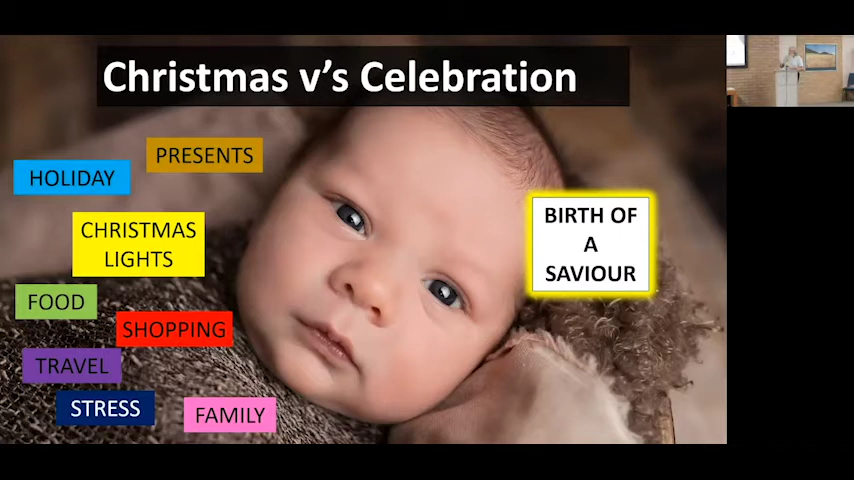 Christmas v's Celebration
PRESENTS
HOLIDAY
CHRISTMAS
LIGHTS
FOOD
SHOPPING
TRAVEL
STRESS
FAMILY
BIRTH OF
A
SAVIOUR